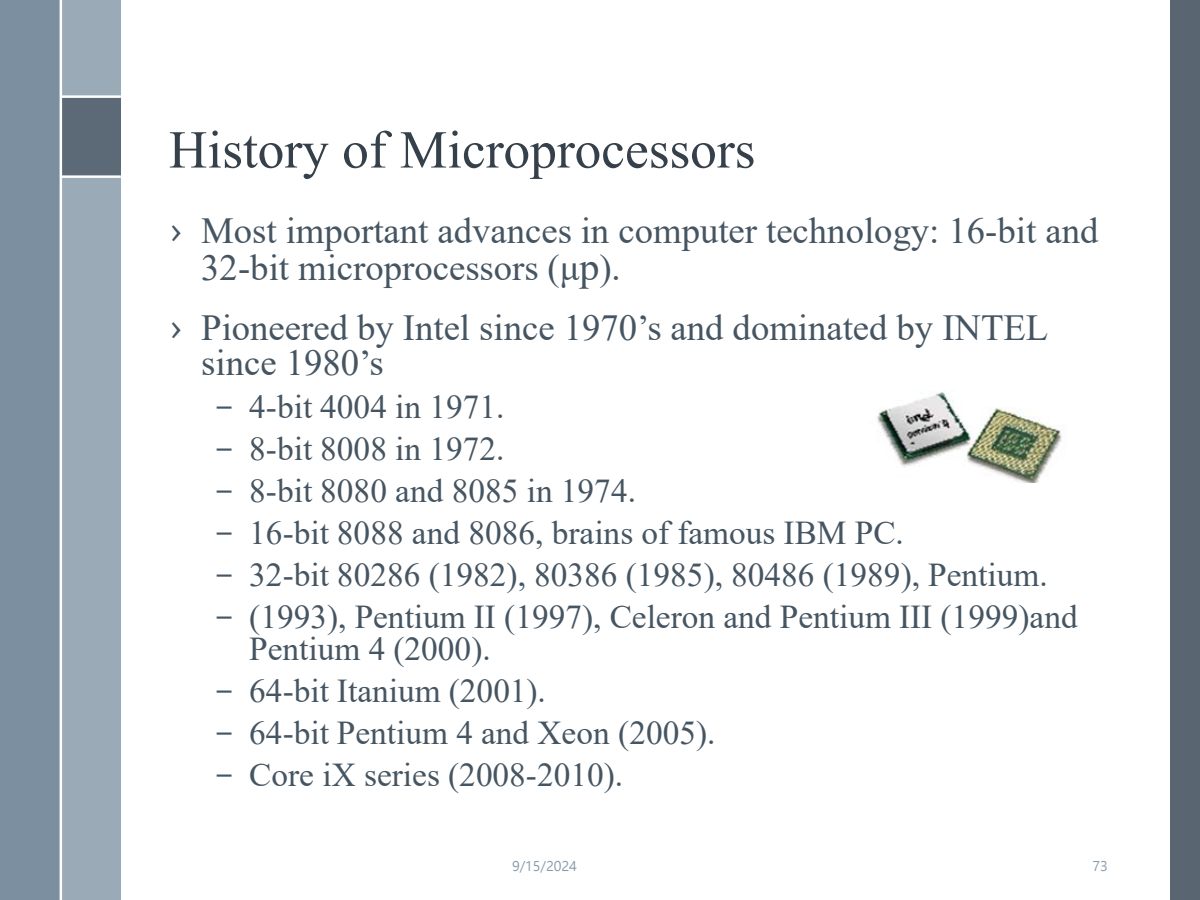 History of Microprocessors
› Most important advances in computer technology: 16-bit and
32-bit microprocessors (μp).
› Pioneered by Intel since 1970’s and dominated by INTEL
since 1980’s
– 4-bit 4004 in 1971.
– 8-bit 8008 in 1972.
– 8-bit 8080 and 8085 in 1974.
intel
pentium 4
– 16-bit 8088 and 8086, brains of famous IBM PC.
– 32-bit 80286 (1982), 80386 (1985), 80486 (1989), Pentium.
– (1993), Pentium II (1997), Celeron and Pentium III (1999)and
Pentium 4 (2000).
– 64-bit Itanium (2001).
– 64-bit Pentium 4 and Xeon (2005).
– Core iX series (2008-2010).
9/15/2024
73